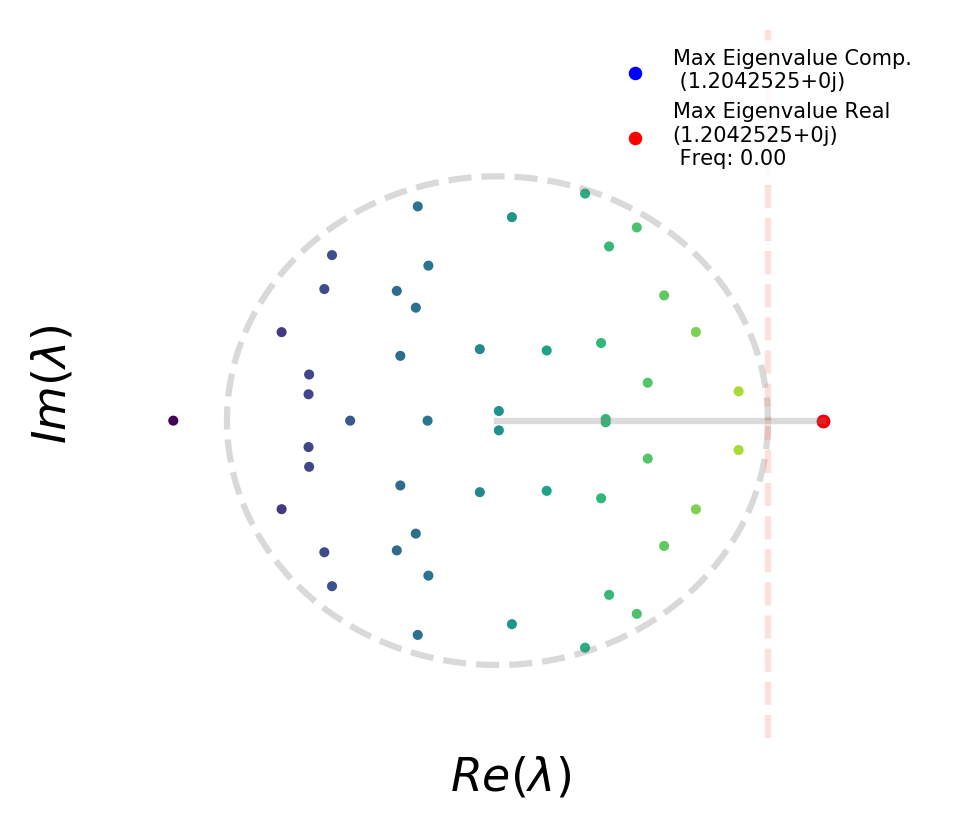 Max Eigenvalue Comp.
(1.2042525+0j)
Max Eigenvalue Real
(1.2042525+0j)
Freq: 0.00
Im(λ)
Re(λ)